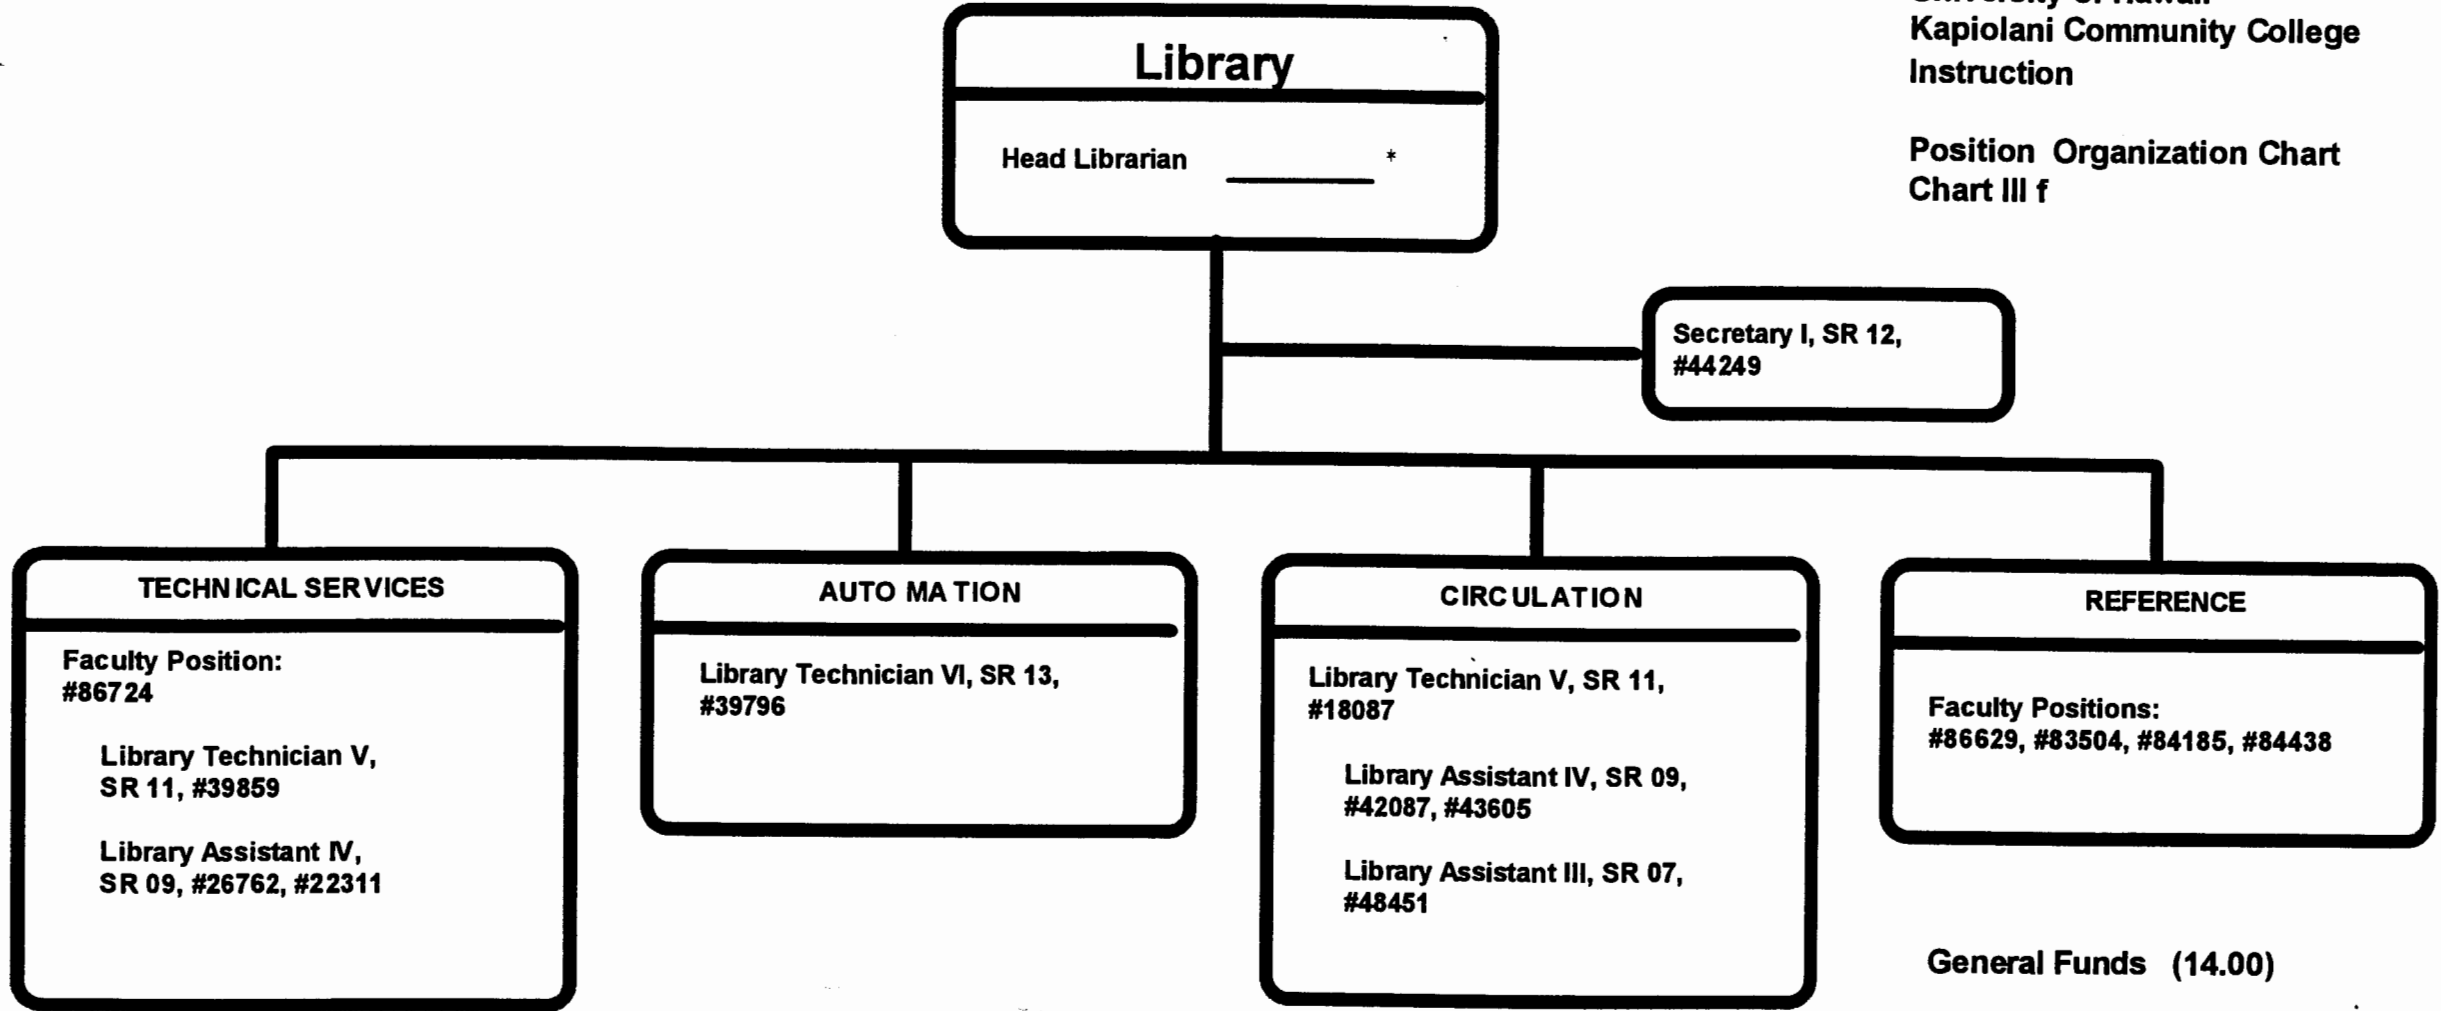 Kapiolani Community College
Instruction
Position Organization Chart
Chart III f
Library
Head Librarian ________ *
Secretary I, SR 12,
#44249
TECHNICAL SERVICES
Faculty Position:
#86724
Library Technician V,
SR 11, #39859
Library Assistant IV,
SR 09, #26762, #22311
AUTOMATION
Library Technician VI, SR 13,
#39796
CIRCULATION
Library Technician V, SR 11,
#18087
Library Assistant IV, SR 09,
#42087, #43605
Library Assistant III, SR 07,
#48451
REFERENCE
Faculty Positions:
#86629, #83504, #84185, #84438
General Funds (14.00)